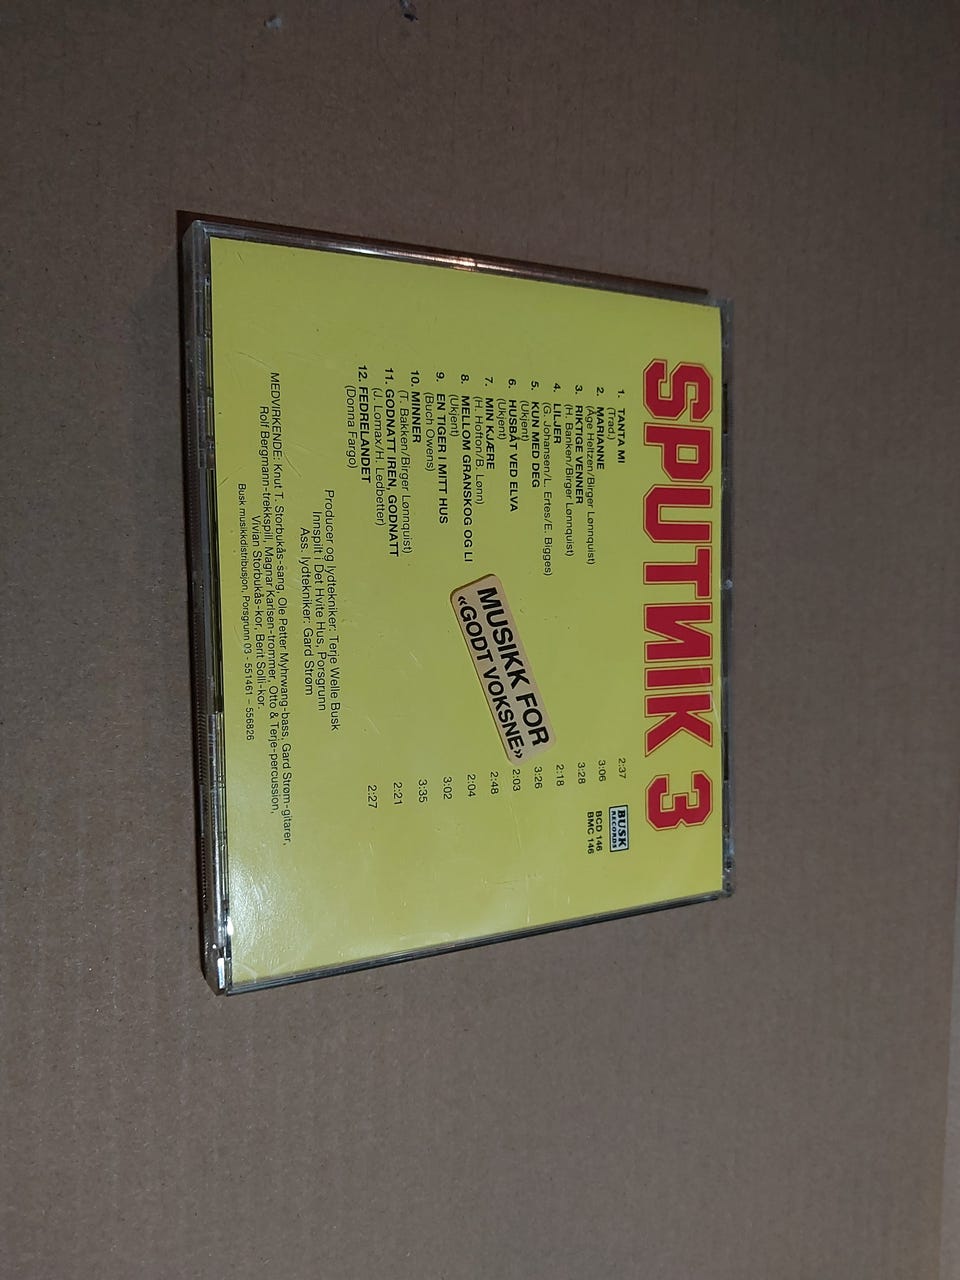 SPUTNIK 3
1. TANTA MI 2:37
(Trad.)
2. MARIANNE 3:06
(Åge Heltzen/Birger Lønnquist)
3. RIKTIGE VENNER 3:28
(H. Banken/Birger Lønnquist)
4. LILJER 2:18
(G. Johansen/L. Ertes/E. Bigges)
5. KUN MED DEG 3:26
(Ukjent)
6. HUSBÅT VED ELVA 2:03
(Ukjent)
7. MIN KJÆRE 2:48
(H. Hofton/B. Lønn)
8. MELLOM GRANSKOG OG LI 2:04
(Ukjent)
9. EN TIGER I MITT HUS 3:02
(Buch Owens)
10. MINNER 3:35
(T. Bakken/Birger Lønnquist)
11. GODNATT IREN, GODNATT 2:21
(J. Lomax/H. Ledbetter)
12. FEDRELANDET 2:27
(Donna Fargo)
BUSK
RECORDS
BCD 146
BMC 146
MUSIKK FOR
«GODT VOKSNE»
Producer og lydtekniker: Terje Welle Busk
Innspilt i Det Hvite Hus, Porsgrunn
Ass. lydtekniker: Gard Strøm
MEDVIRKENDE: Knut T. Storbukås-sang, Ole Petter Myhrwang-bass, Gard Strøm-gitarer,
Rolf Bergmann-trekkspill, Magnar Karlsen-trommer, Otto & Terje-percussion,
Vivian Storbukås-kor, Berit Solli-kor.
Busk musikkdistribusjon, Porsgrunn 03 - 551461 – 556826